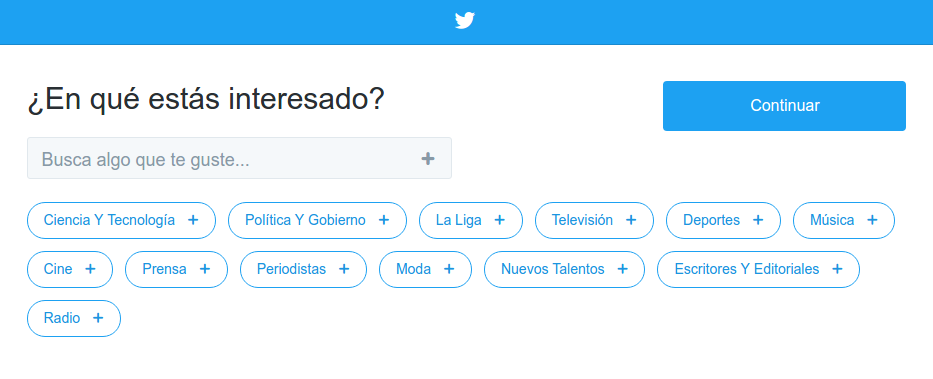 ¿En qué estás interesado?
Continuar
Busca algo que te guste... +
Ciencia Y Tecnología + Política Y Gobierno + La Liga + Televisión + Deportes + Música +
Cine + Prensa + Periodistas + Moda + Nuevos Talentos + Escritores Y Editoriales +
Radio +